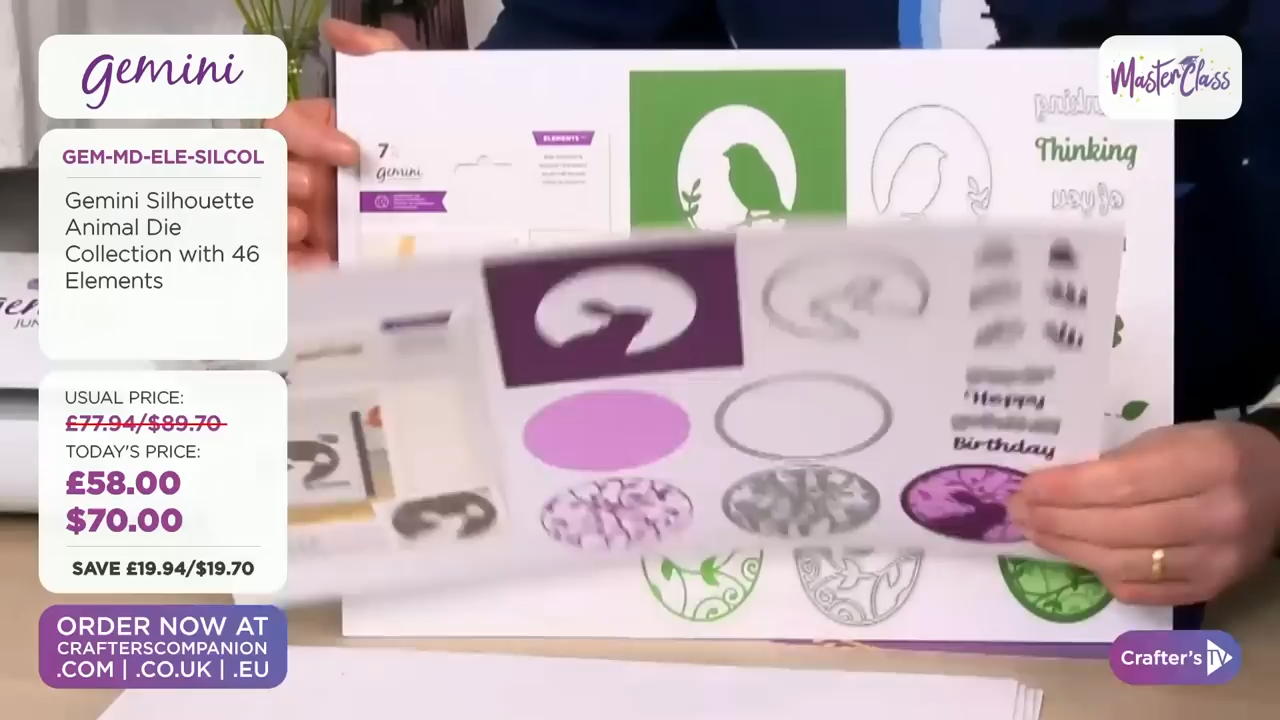 gemini
GEM-MD-ELE-SILCOL
Gemini Silhouette
Animal Die
Collection with 46
Elements
USUAL PRICE:
£77.94/$89.70
TODAY'S PRICE:
£58.00
$70.00
SAVE £19.94/$19.70
ORDER NOW AT
CRAFTERSCOMPANION
.COM | .CO.UK | .EU
MasterClass
ELEMENTS
gemini
Thinking
of you
Happy
Birthday
Crafter's TV